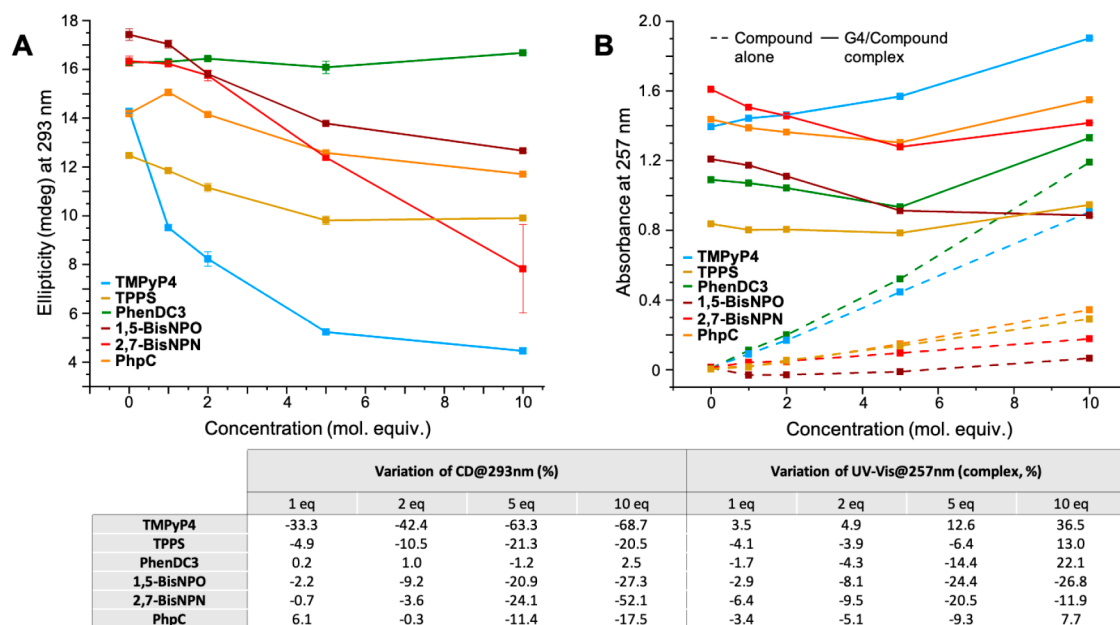 A
18
16
14
12
10
8
6
4
Ellipticity (mdeg) at 293 nm
TMPyP4
TPPS
PhenDC3
1,5-BisNPO
2,7-BisNPN
PhpC
0 2 4 6 8 10
Concentration (mol. equiv.)
B
2.0
1.6
1.2
0.8
0.4
0
Absorbance at 257 nm
Compound alone
G4/Compound complex
TMPyP4
TPPS
PhenDC3
1,5-BisNPO
2,7-BisNPN
PhpC
0 2 4 6 8 10
Concentration (mol. equiv.)
Variation of CD@293nm (%) Variation of UV-Vis@257nm (complex, %)
1 eq 2 eq 5 eq 10 eq 1 eq 2 eq 5 eq 10 eq
TMPyP4 -33.3 -42.4 -63.3 -68.7 3.5 4.9 12.6 36.5
TPPS -4.9 -10.5 -21.3 -20.5 -4.1 -3.9 -6.4 13.0
PhenDC3 0.2 1.0 -1.2 2.5 -1.7 -4.3 -14.4 22.1
1,5-BisNPO -2.2 -9.2 -20.9 -27.3 -2.9 -8.1 -24.4 -26.8
2,7-BisNPN -0.7 -3.6 -24.1 -52.1 -6.4 -9.5 -20.5 -11.9
PhpC 6.1 -0.3 -11.4 -17.5 -3.4 -5.1 -9.3 7.7